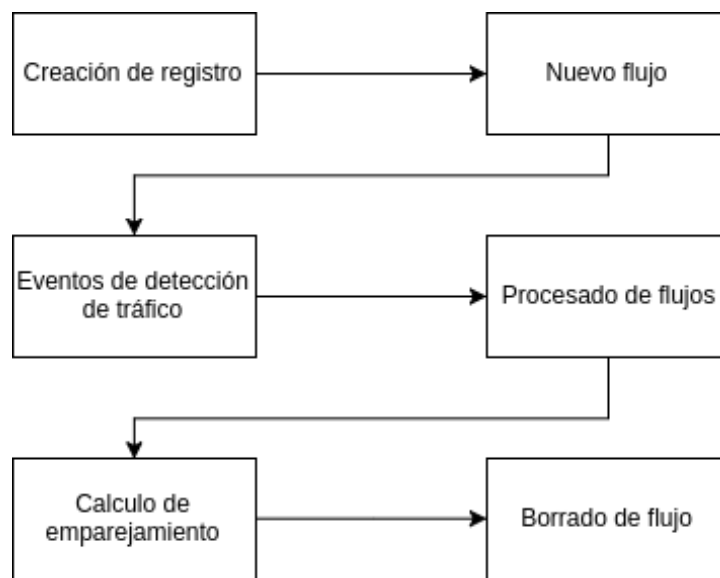 Creación de registro
Nuevo flujo
Eventos de detección
de tráfico
Procesado de flujos
Calculo de
emparejamiento
Borrado de flujo